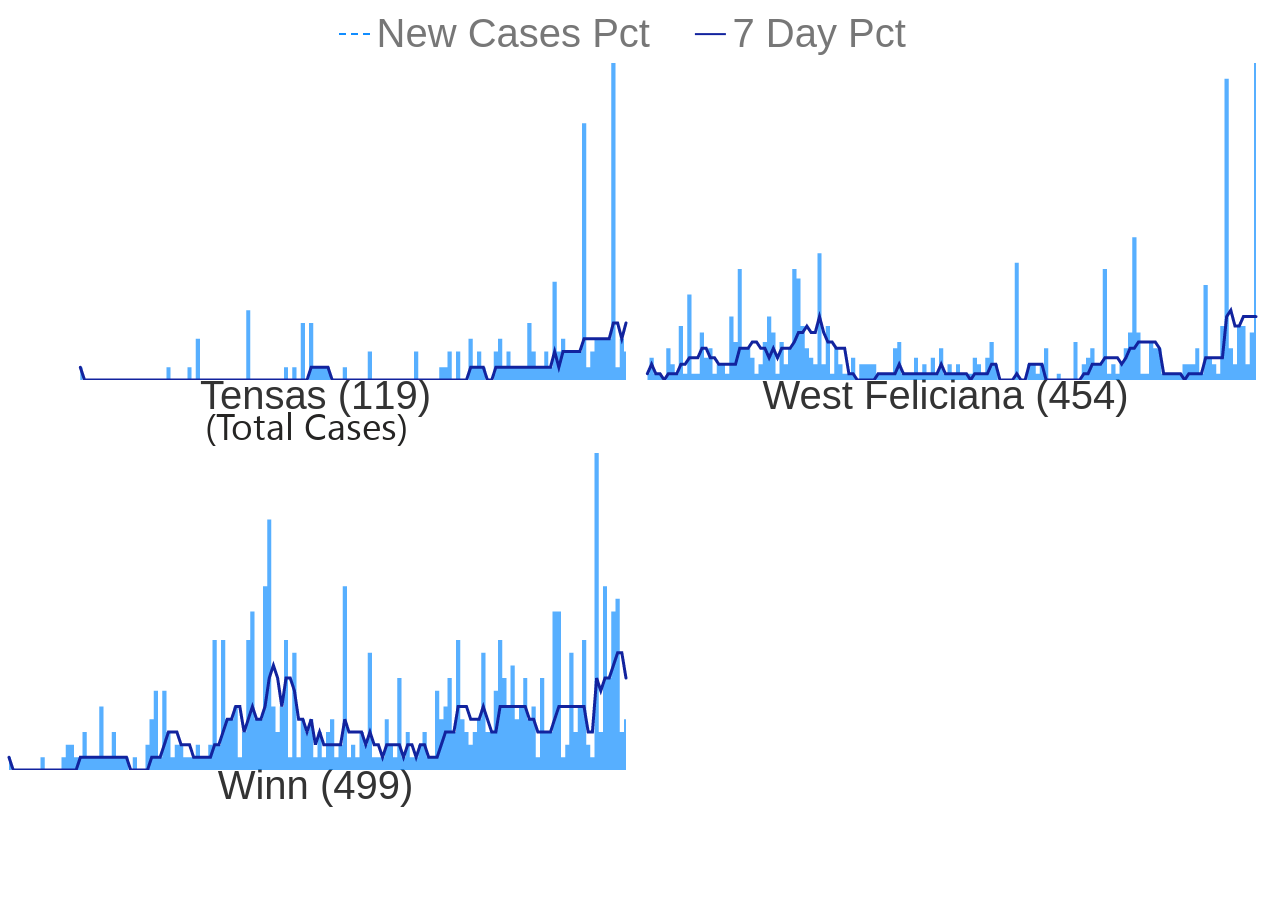 New Cases Pct 7 Day Pct
Tensas (119)
(Total Cases)
West Feliciana (454)
Winn (499)